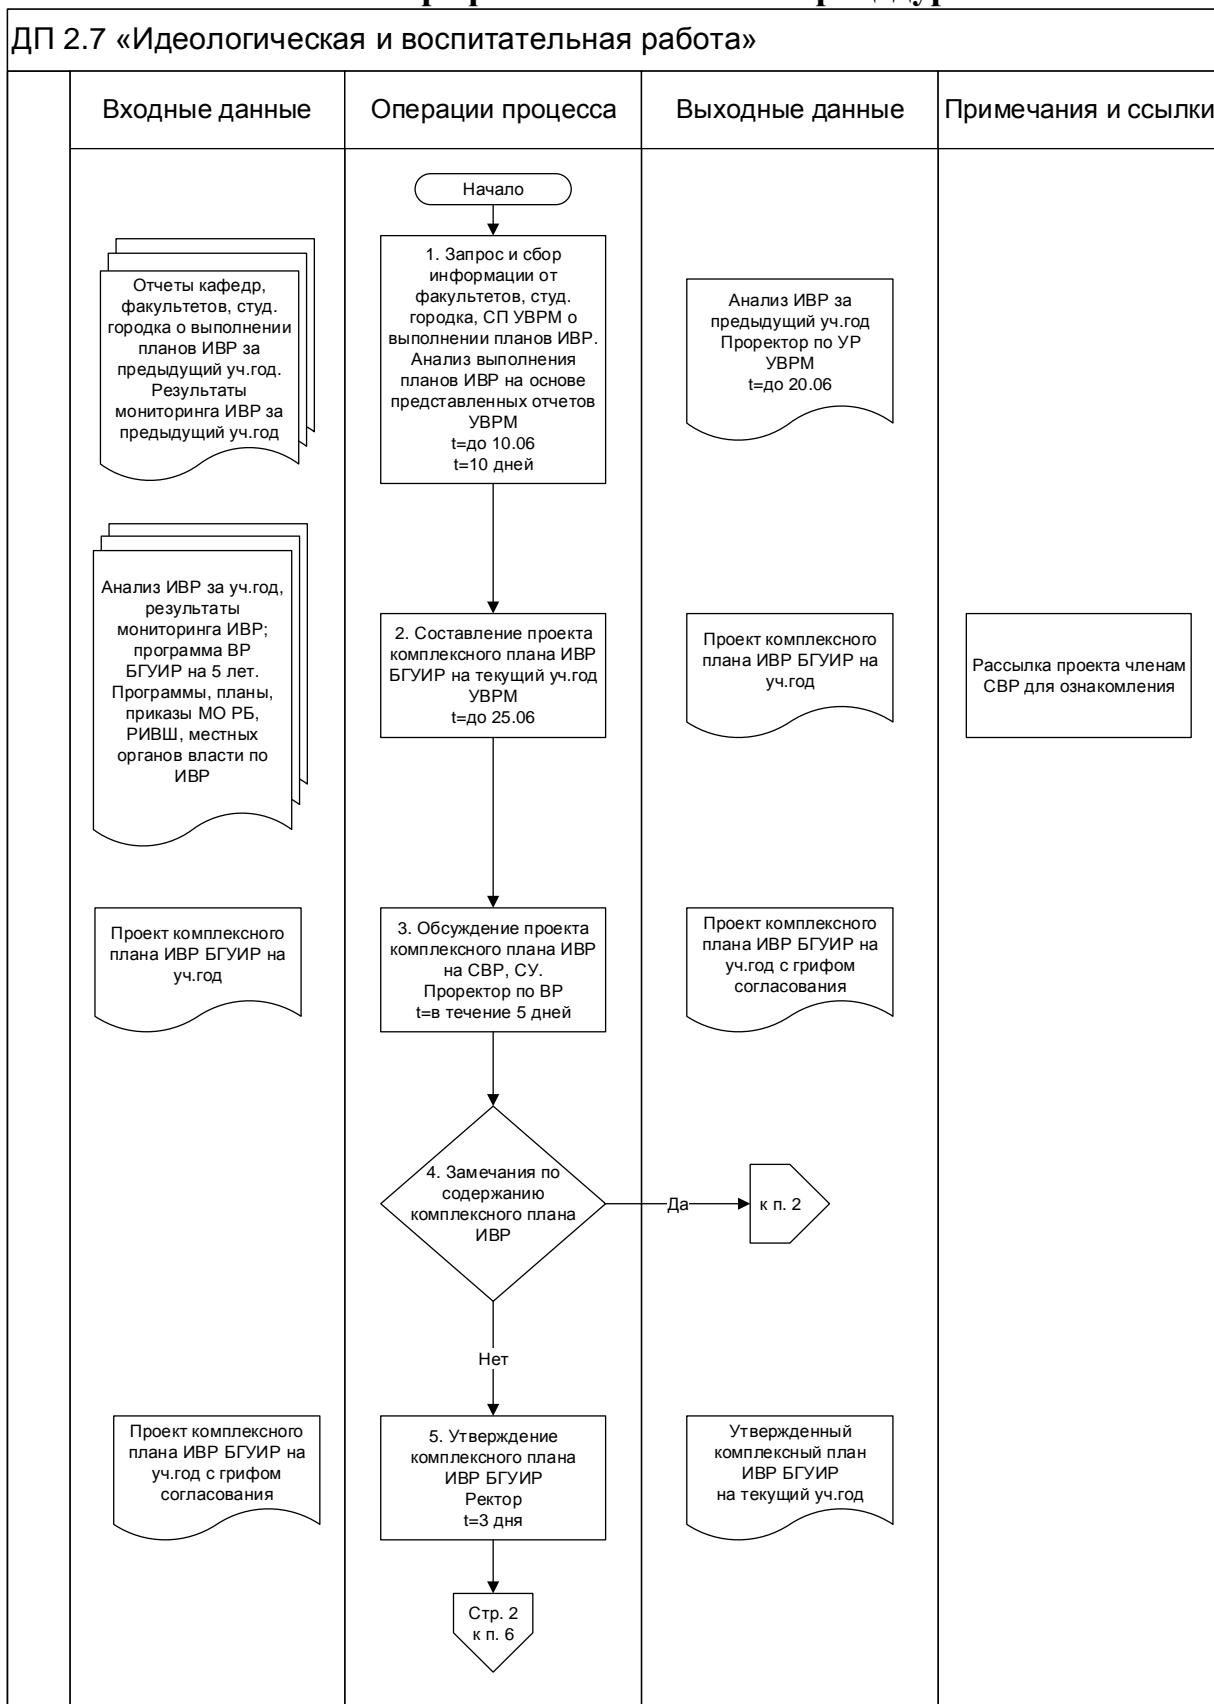 ДП 2.7 «Идеологическая и воспитательная работа»
Входные данные
Операции процесса
Выходные данные
Примечания и ссылки
Начало
Отчеты кафедр,
факультетов, студ.
городка о выполнении
планов ИВР за
предыдущий уч.год.
Результаты
мониторинга ИВР за
предыдущий уч.год
1. Запрос и сбор
информации от
факультетов, студ.
городка, СП УВРМ о
выполнении планов ИВР.
Анализ выполнения
планов ИВР на основе
представленных отчетов
УВРМ
t=до 10.06
t=10 дней
Анализ ИВР за
предыдущий уч.год
Проректор по УР
УВРМ
t=до 20.06
Анализ ИВР за уч.год,
результаты
мониторинга ИВР;
программа ВР
БГУИР на 5 лет.
Программы, планы,
приказы МО РБ,
РИВШ, местных
органов власти по
ИВР
2. Составление проекта
комплексного плана ИВР
БГУИР на текущий уч.год
УВРМ
t=до 25.06
Проект комплексного
плана ИВР БГУИР на
уч.год
Рассылка проекта членам
СВР для ознакомления
Проект комплексного
плана ИВР БГУИР на
уч.год
3. Обсуждение проекта
комплексного плана ИВР
на СВР, СУ.
Проректор по ВР
t=в течение 5 дней
Проект комплексного
плана ИВР БГУИР на
уч.год с грифом
согласования
4. Замечания по
содержанию
комплексного плана
ИВР
Да
к п. 2
Нет
Проект комплексного
плана ИВР БГУИР на
уч.год с грифом
согласования
5. Утверждение
комплексного плана
ИВР БГУИР
Ректор
t=3 дня
Утвержденный
комплексный план
ИВР БГУИР
на текущий уч.год
Стр. 2
к п. 6